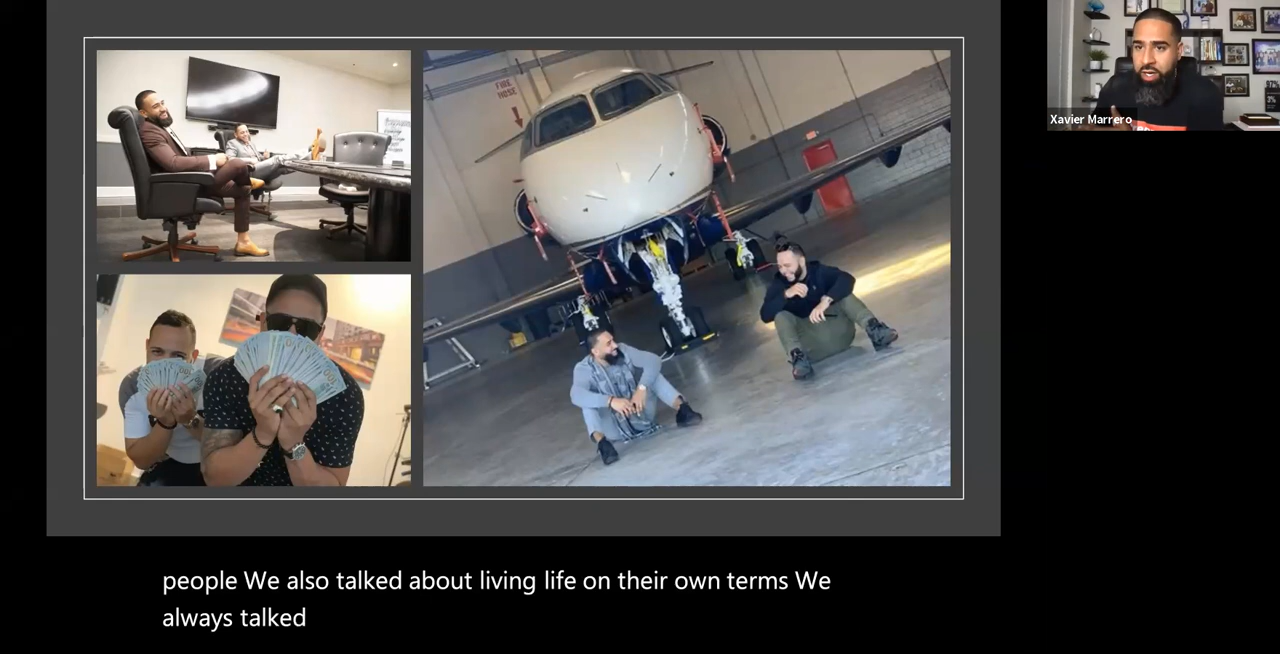 FIRE
HOSE
Xavier Marrero
people We also talked about living life on their own terms We
always talked